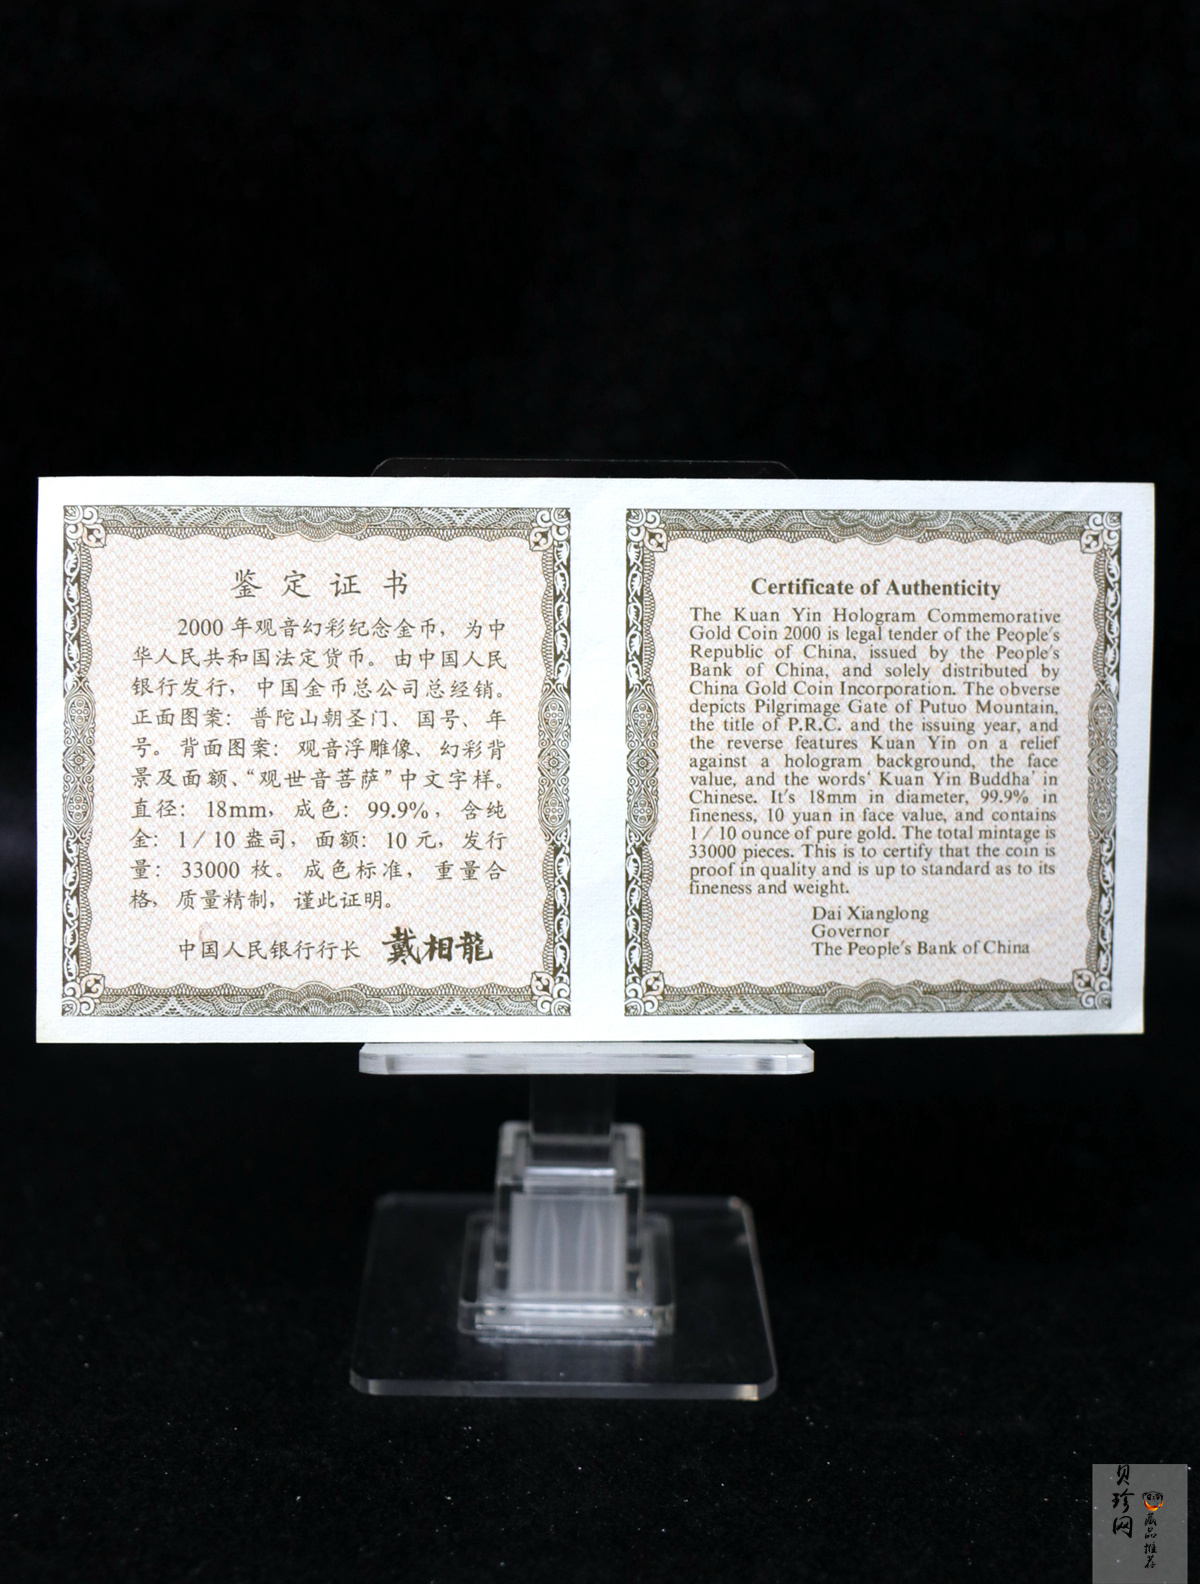 鉴定证书
2000年观音幻彩纪念金币，为中
华人民共和国法定货币。由中国人民
银行发行，中国金币总公司总经销。
正面图案：普陀山朝圣门、国号、年
号。背面图案：观音浮雕像、幻彩背
景及面额、“观世音菩萨”中文字样。
直径：18mm，成色：99.9%，含纯
金：1/10盎司，面额：10元，发行
量：33000枚。成色标准，重量合
格，质量精制，谨此证明。
中国人民银行行长 戴相龍
Certificate of Authenticity
The Kuan Yin Hologram Commemorative
Gold Coin 2000 is legal tender of the People's
Republic of China, issued by the People's
Bank of China, and solely distributed by
China Gold Coin Incorporation. The obverse
depicts Pilgrimage Gate of Putuo Mountain,
the title of P.R.C. and the issuing year, and
the reverse features Kuan Yin on a relief
against a hologram background, the face
value, and the words‘ Kuan Yin Buddha’ in
Chinese. It's 18mm in diameter, 99.9% in
fineness, 10 yuan in face value, and contains
1/10 ounce of pure gold. The total mintage is
33000 pieces. This is to certify that the coin is
proof in quality and is up to standard as to its
fineness and weight.
Dai Xianglong
Governor
The People's Bank of China
贝珍网
藏品推荐